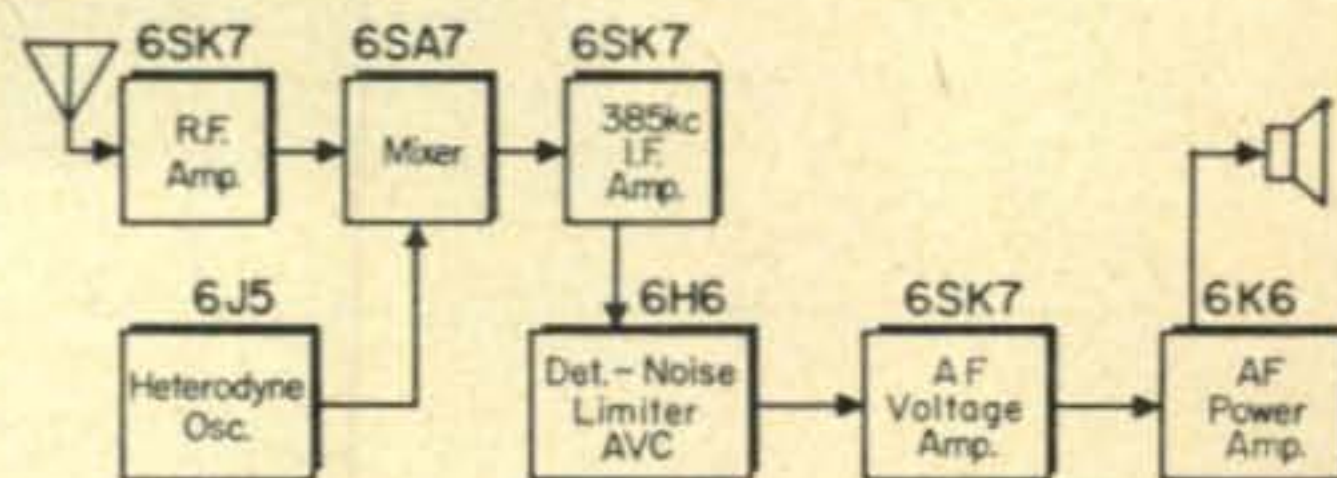 6SK7
R.F.
Amp.
6SA7
Mixer
6SK7
385kc
I.F.
Amp.
6J5
Heterodyne
Osc.
6H6
Det.-Noise
Limiter
AVC
6SK7
AF
Voltage
Amp.
6K6
AF
Power
Amp.